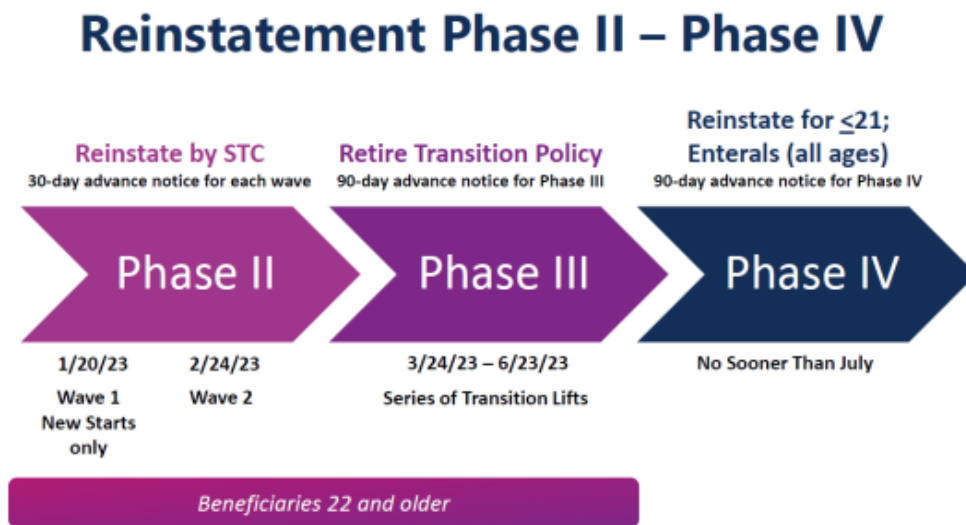 Reinstatement Phase II – Phase IV
Reinstate by STC
30-day advance notice for each wave
Retire Transition Policy
90-day advance notice for Phase III
Reinstate for ≤21;
Enterals (all ages)
90-day advance notice for Phase IV
Phase II
Phase III
Phase IV
1/20/23
Wave 1
New Starts
only
2/24/23
Wave 2
3/24/23 – 6/23/23
Series of Transition Lifts
No Sooner Than July
Beneficiaries 22 and older